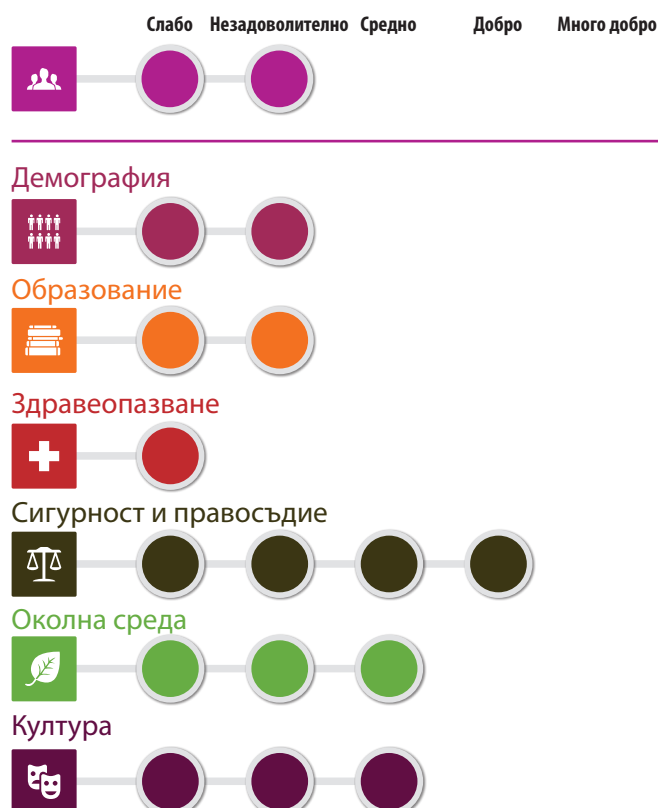 Слабо Незадоволително Средно Добро Много добро
Демография
Образование
Здравеопазване
Сигурност и правосъдие
Околна среда
Култура